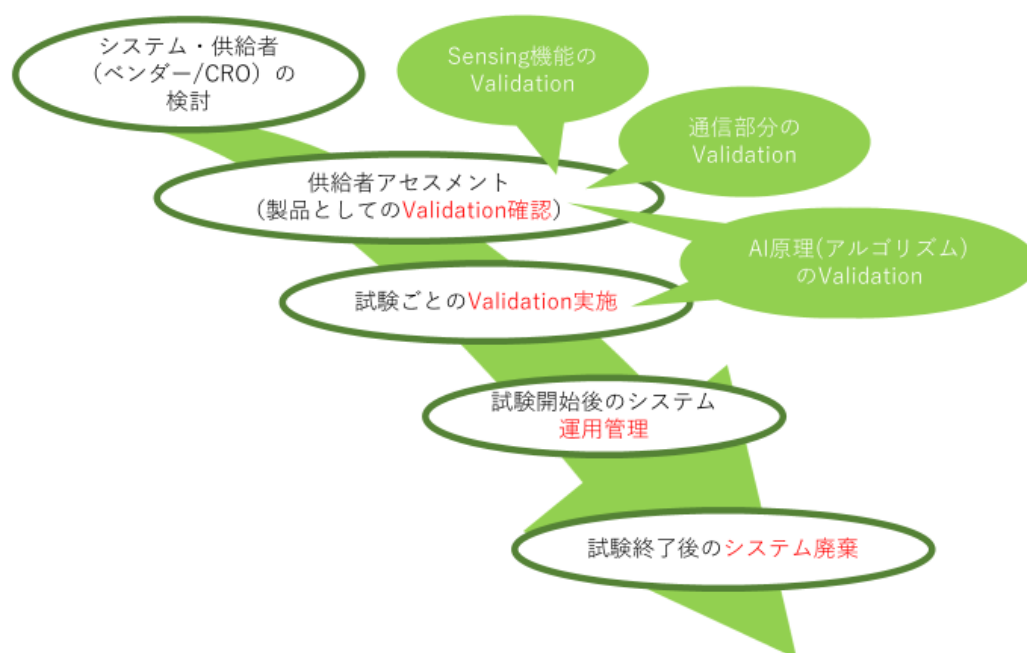 システム・供給者
（ベンダー/CRO）の
検討
Sensing機能の
Validation
通信部分の
Validation
供給者アセスメント
（製品としてのValidation確認）
AI原理(アルゴリズム)
のValidation
試験ごとのValidation実施
試験開始後のシステム
運用管理
試験終了後のシステム廃棄